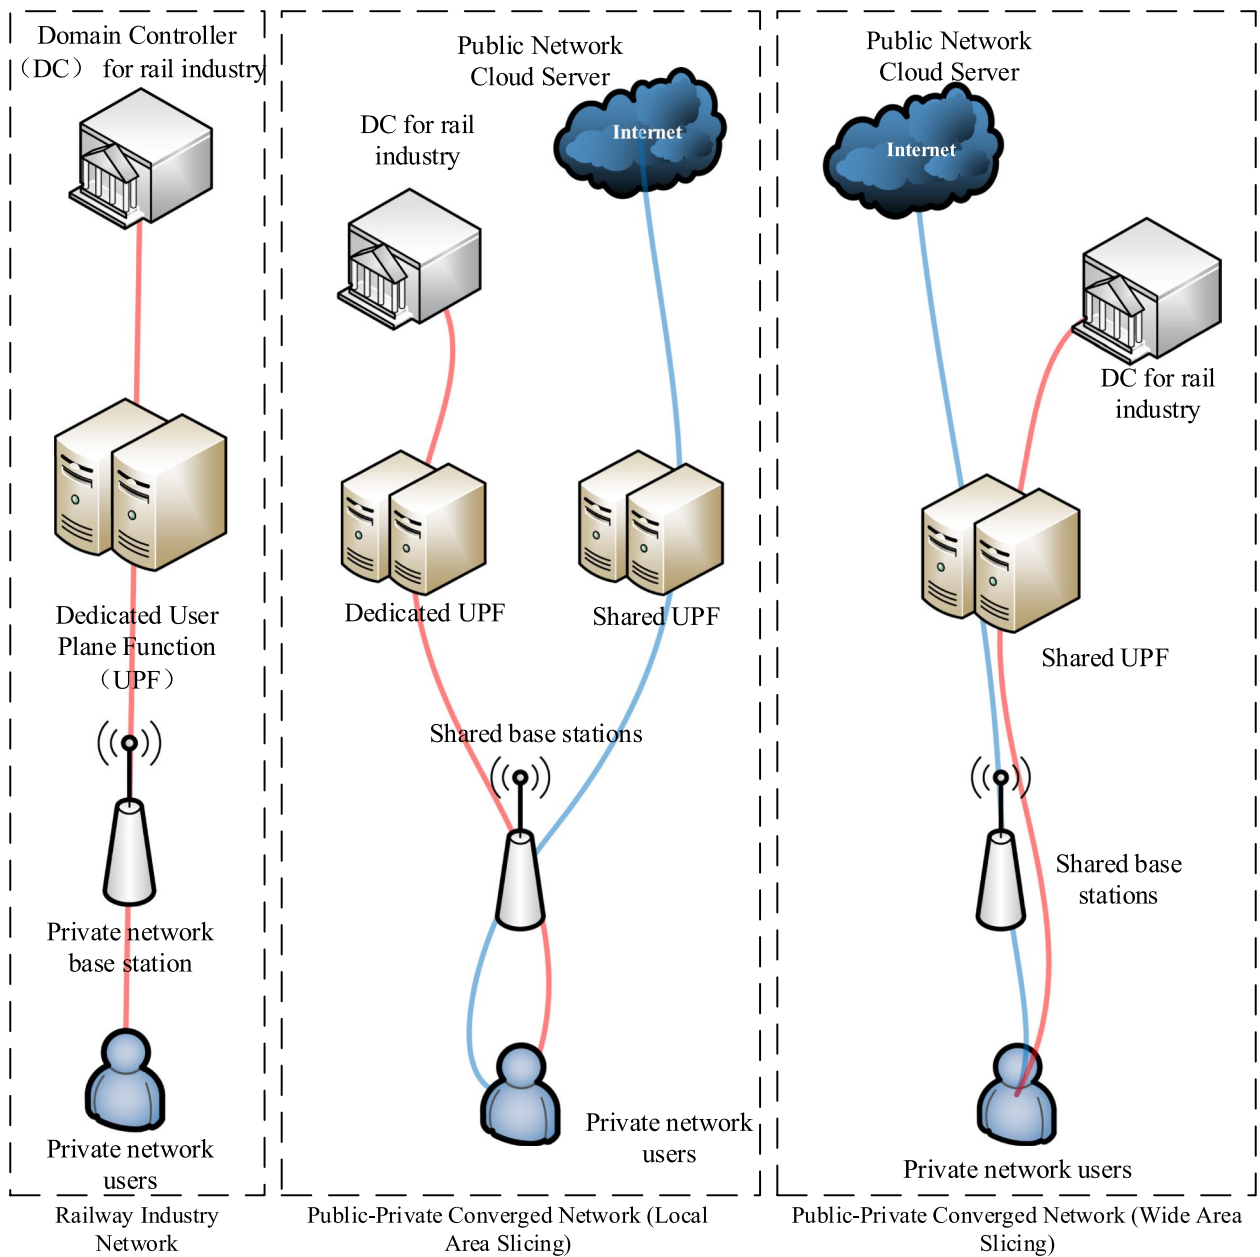 Domain Controller
（DC） for rail industry
Dedicated User
Plane Function
（UPF）
Private network
base station
Private network
users
Railway Industry
Network
Public Network
Cloud Server
Internet
DC for rail
industry
Dedicated UPF
Shared UPF
Shared base stations
Private network
users
Public-Private Converged Network (Local
Area Slicing)
Public Network
Cloud Server
Internet
DC for rail
industry
Shared UPF
Shared base
stations
Private network users
Public-Private Converged Network (Wide Area
Slicing)